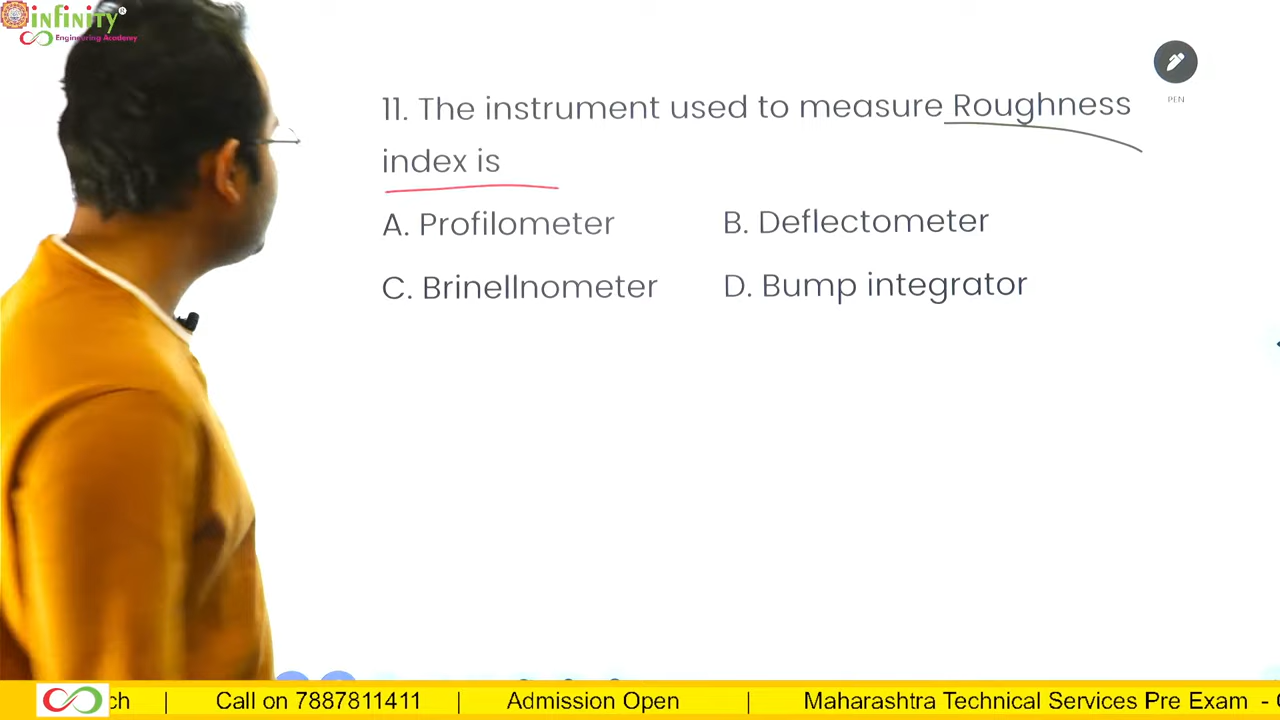 infinity®
Engineering Academy
PEN
11. The instrument used to measure Roughness
index is
A. Profilometer B. Deflectometer
C. Brinellnometer D. Bump integrator
ch | Call on 7887811411 | Admission Open | Maharashtra Technical Services Pre Exam -